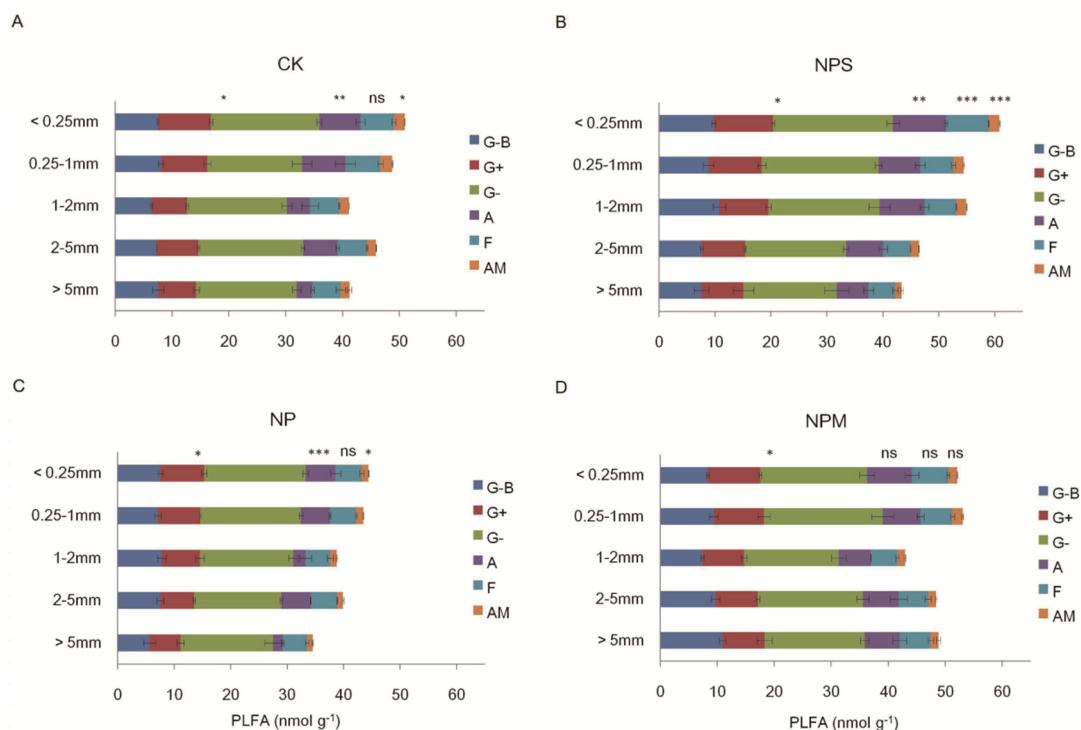 A
CK
* ** ns *
< 0.25mm
0.25-1mm
1-2mm
2-5mm
> 5mm
0 10 20 30 40 50 60
G-B
G+
G-
A
F
AM
B
NPS
* ** *** ***
< 0.25mm
0.25-1mm
1-2mm
2-5mm
> 5mm
0 10 20 30 40 50 60
G-B
G+
G-
A
F
AM
C
NP
* *** ns *
< 0.25mm
0.25-1mm
1-2mm
2-5mm
> 5mm
0 10 20 30 40 50 60
PLFA (nmol g⁻¹)
G-B
G+
G-
A
F
AM
D
NPM
* ns ns ns
< 0.25mm
0.25-1mm
1-2mm
2-5mm
> 5mm
0 10 20 30 40 50 60
PLFA (nmol g⁻¹)
G-B
G+
G-
A
F
AM